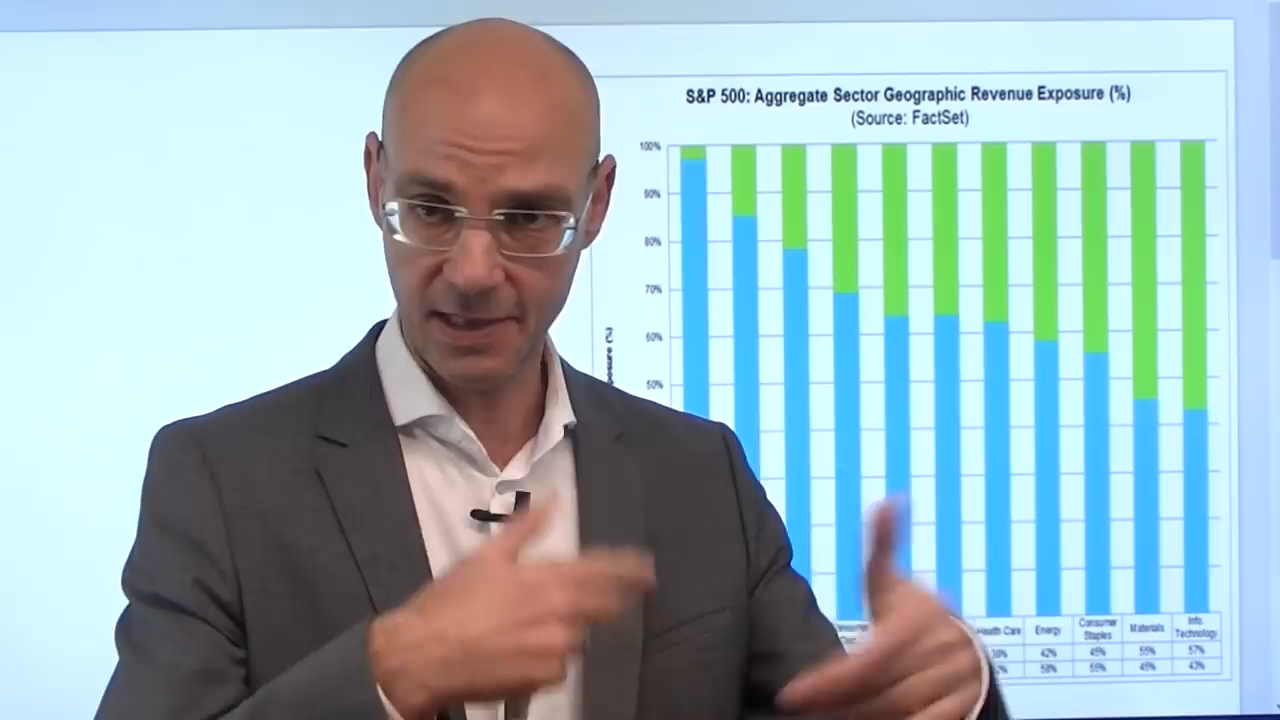 S&P 500: Aggregate Sector Geographic Revenue Exposure (%)
(Source: FactSet)
100%
90%
80%
70%
60%
50%
Health Care Energy Consumer Staples Materials Info. Technology
42% 45% 55% 57%
58% 55% 45% 43%